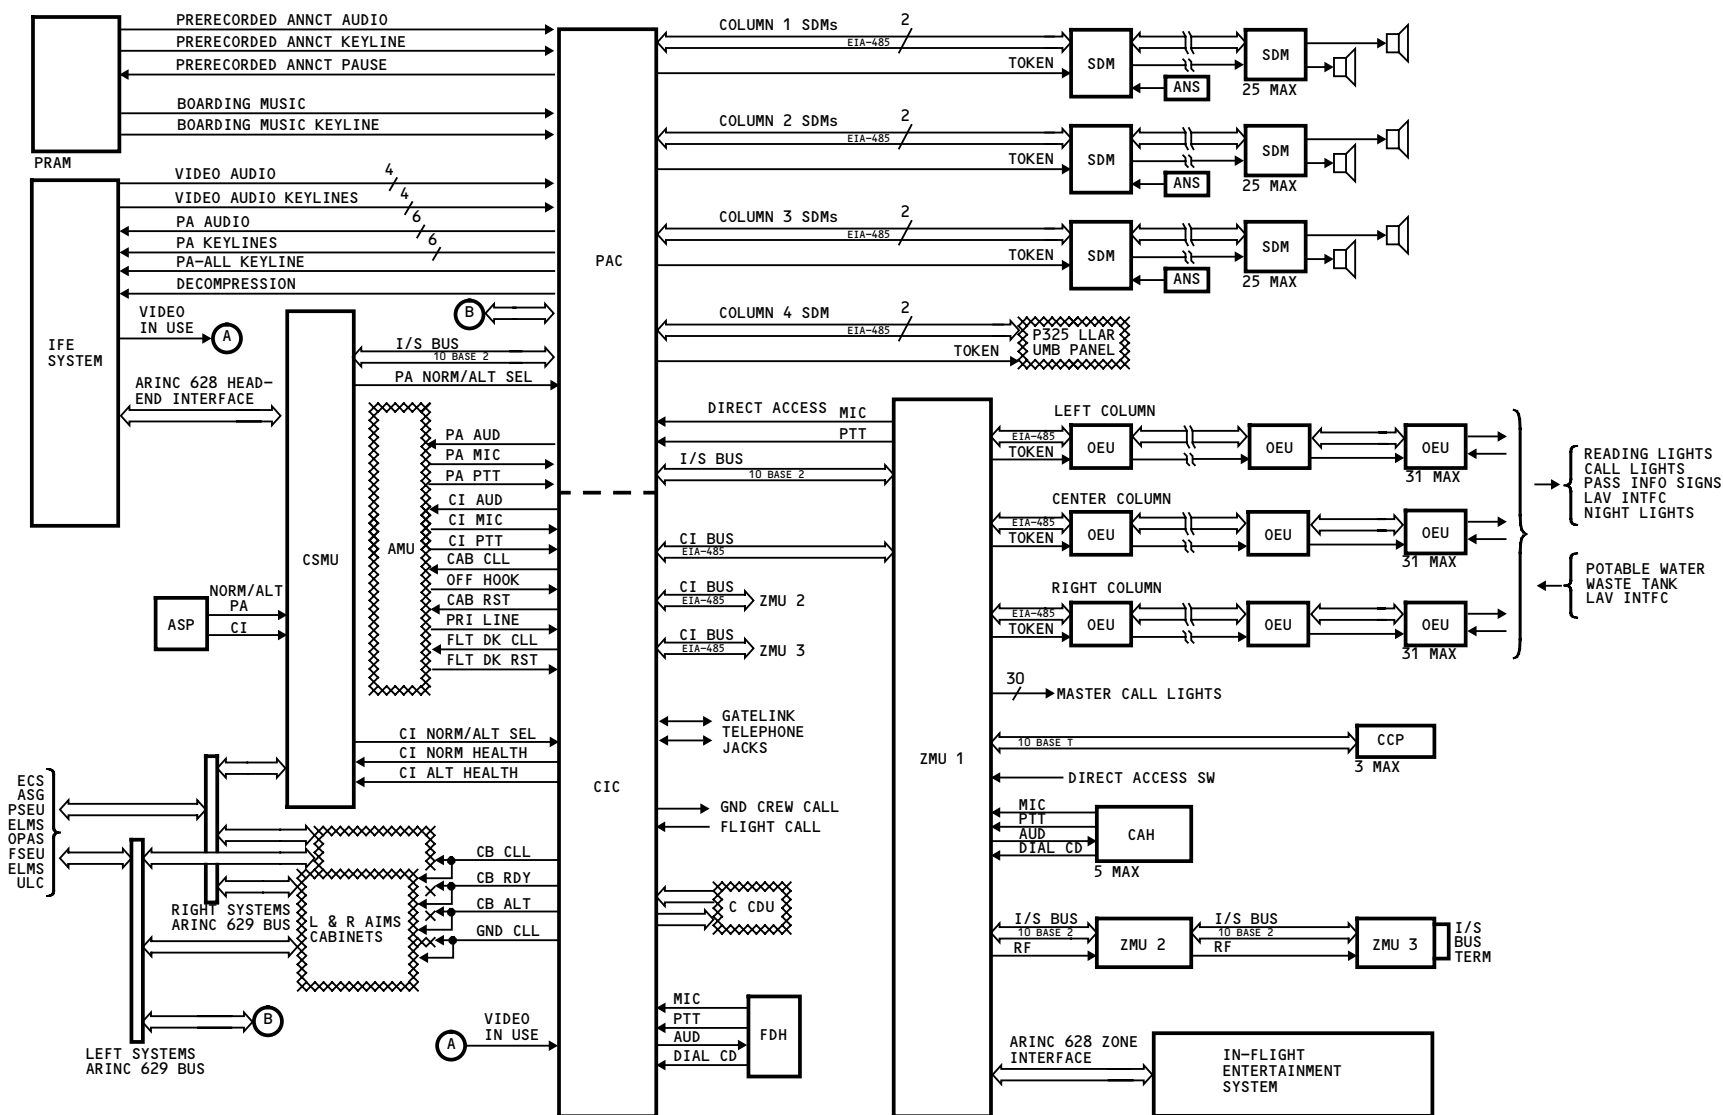 PRERECORDED ANNCT AUDIO
PRERECORDED ANNCT KEYLINE
PRERECORDED ANNCT PAUSE
BOARDING MUSIC
BOARDING MUSIC KEYLINE
PRAM
VIDEO AUDIO
4
VIDEO AUDIO KEYLINES
4
PA AUDIO
6
PA KEYLINES
6
PA-ALL KEYLINE
DECOMPRESSION
VIDEO
IN USE
A
B
IFE
SYSTEM
ARINC 628 HEAD-
END INTERFACE
I/S BUS
10 BASE 2
PA NORM/ALT SEL
CSMU
AMU
PA AUD
PA MIC
PA PTT
CI AUD
CI MIC
CI PTT
CAB CLL
OFF HOOK
CAB RST
PRI LINE
FLT DK CLL
FLT DK RST
NORM/ALT
PA
CI
ASP
CI NORM/ALT SEL
CI NORM HEALTH
CI ALT HEALTH
ECS
ASG
PSEU
ELMS
OPAS
FSEU
ELMS
ULC
RIGHT SYSTEMS
ARINC 629 BUS
L & R AIMS
CABINETS
CB CLL
CB RDY
CB ALT
GND CLL
B
LEFT SYSTEMS
ARINC 629 BUS
A
VIDEO
IN USE
PAC
CIC
COLUMN 1 SDMs
2
EIA-485
TOKEN
SDM
ANS
SDM
25 MAX
COLUMN 2 SDMs
2
EIA-485
TOKEN
SDM
ANS
SDM
25 MAX
COLUMN 3 SDMs
2
EIA-485
TOKEN
SDM
ANS
SDM
25 MAX
COLUMN 4 SDM
2
EIA-485
TOKEN
P325 LLAR
UMB PANEL
DIRECT ACCESS
MIC
PTT
I/S BUS
10 BASE 2
CI BUS
EIA-485
CI BUS
EIA-485
ZMU 2
CI BUS
EIA-485
ZMU 3
GATELINK
TELEPHONE
JACKS
GND CREW CALL
FLIGHT CALL
C CDU
MIC
PTT
AUD
DIAL CD
FDH
ZMU 1
LEFT COLUMN
EIA-485
TOKEN
OEU
OEU
OEU
31 MAX
CENTER COLUMN
EIA-485
TOKEN
OEU
OEU
OEU
31 MAX
RIGHT COLUMN
EIA-485
TOKEN
OEU
OEU
OEU
31 MAX
READING LIGHTS
CALL LIGHTS
PASS INFO SIGNS
LAV INTFC
NIGHT LIGHTS
POTABLE WATER
WASTE TANK
LAV INTFC
30
MASTER CALL LIGHTS
10 BASE T
CCP
3 MAX
DIRECT ACCESS SW
MIC
PTT
AUD
DIAL CD
CAH
5 MAX
I/S BUS
10 BASE 2
RF
ZMU 2
I/S BUS
10 BASE 2
RF
ZMU 3
I/S
BUS
TERM
ARINC 628 ZONE
INTERFACE
IN-FLIGHT
ENTERTAINMENT
SYSTEM